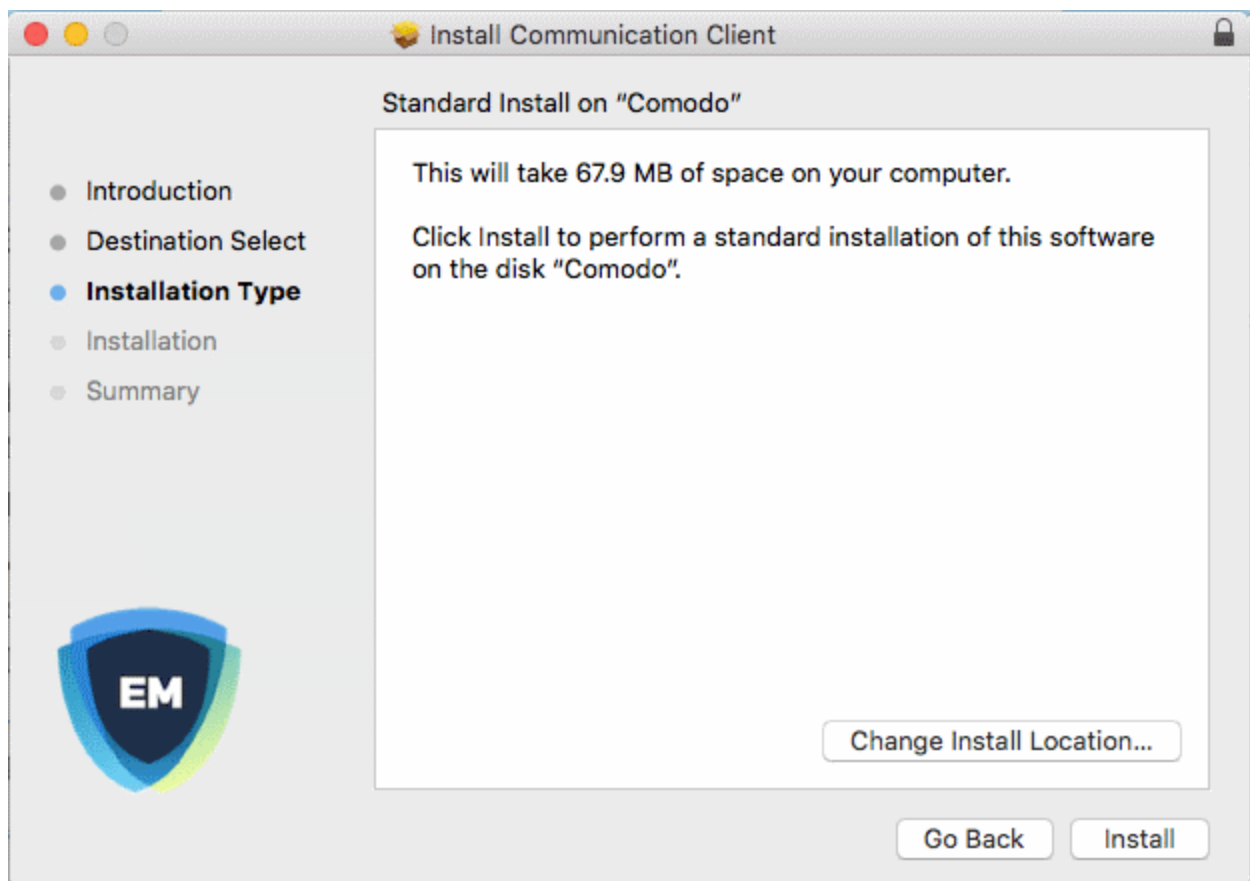 Install Communication Client
Standard Install on “Comodo”
Introduction
Destination Select
Installation Type
Installation
Summary
This will take 67.9 MB of space on your computer.
Click Install to perform a standard installation of this software
on the disk “Comodo”.
EM
Change Install Location...
Go Back
Install